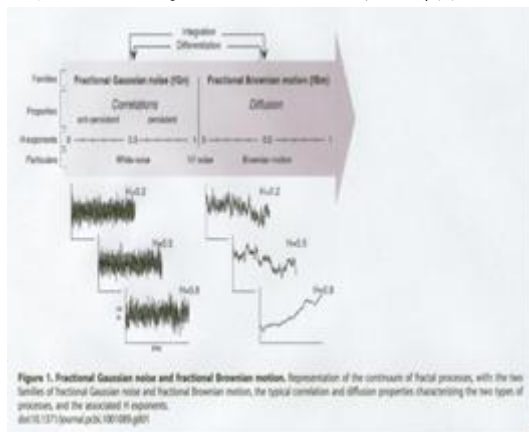 Integration
Differentiation
Families Fractional Gaussian noise (fGn) Fractional Brownian motion (fBm)
Properties Correlations Diffusion
anti-persistent persistent
H exponents 0 0.5 1 0 0.5 1
Particulars White noise 1/f noise Brownian motion
H=0.2 H=0.2
H=0.5 H=0.5
H=0.8 H=0.8
Figure 1. Fractional Gaussian noise and fractional Brownian motion. Representation of the continuum of fractal processes, with the two
families of fractional Gaussian noise and fractional Brownian motion, the typical correlation and diffusion properties characterizing the two types of
processes, and the associated H exponents.
doi:10.1371/journal.pcbi.1001089.g001